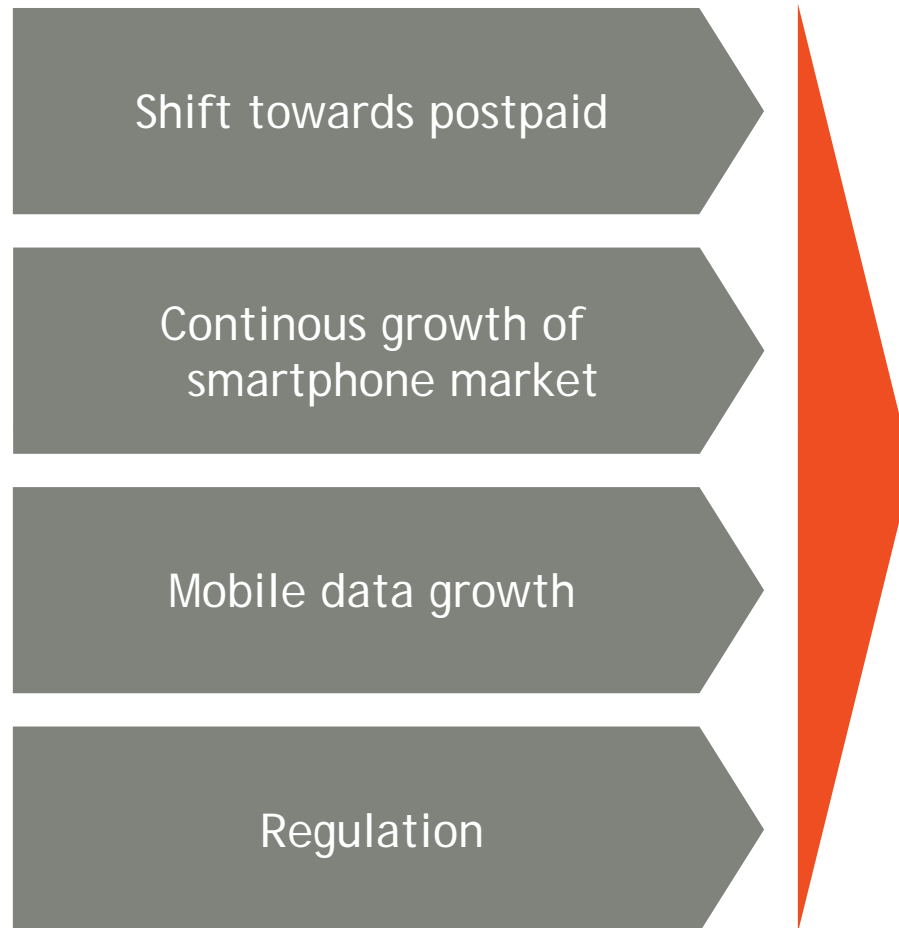 Shift towards postpaid
Continous growth of
smartphone market
Mobile data growth
Regulation